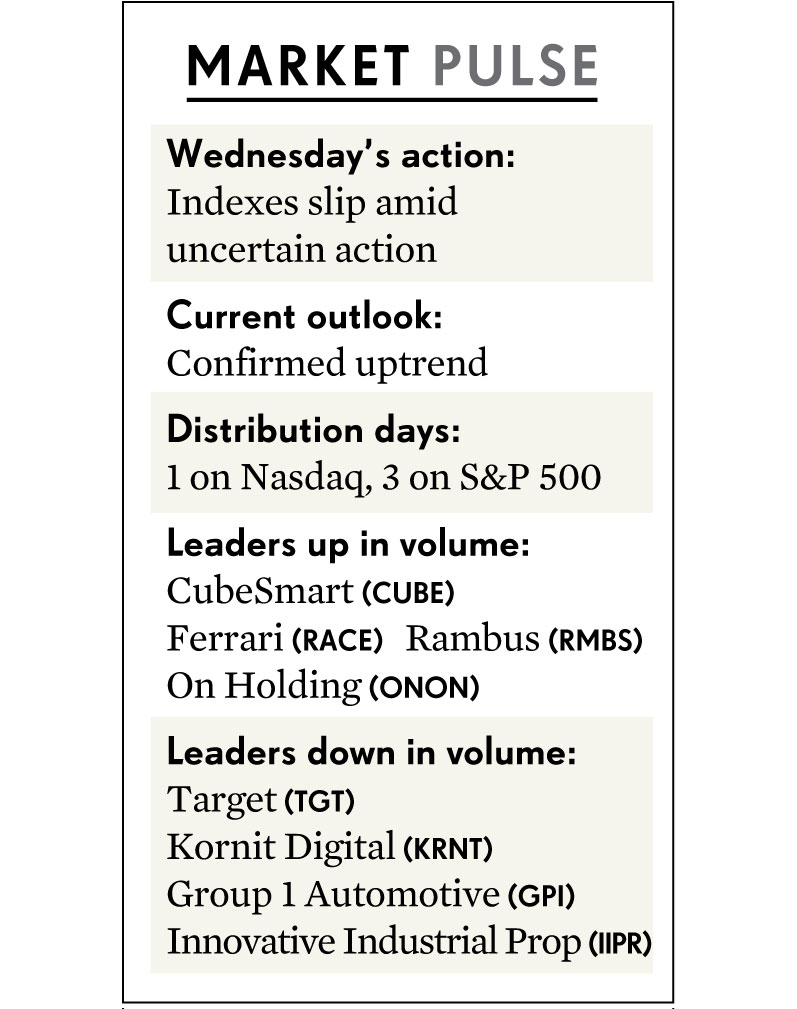 MARKET PULSE
Wednesday’s action:
Indexes slip amid
uncertain action
Current outlook:
Confirmed uptrend
Distribution days:
1 on Nasdaq, 3 on S&P 500
Leaders up in volume:
CubeSmart (CUBE)
Ferrari (RACE) Rambus (RMBS)
On Holding (ONON)
Leaders down in volume:
Target (TGT)
Kornit Digital (KRNT)
Group 1 Automotive (GPI)
Innovative Industrial Prop (IIPR)